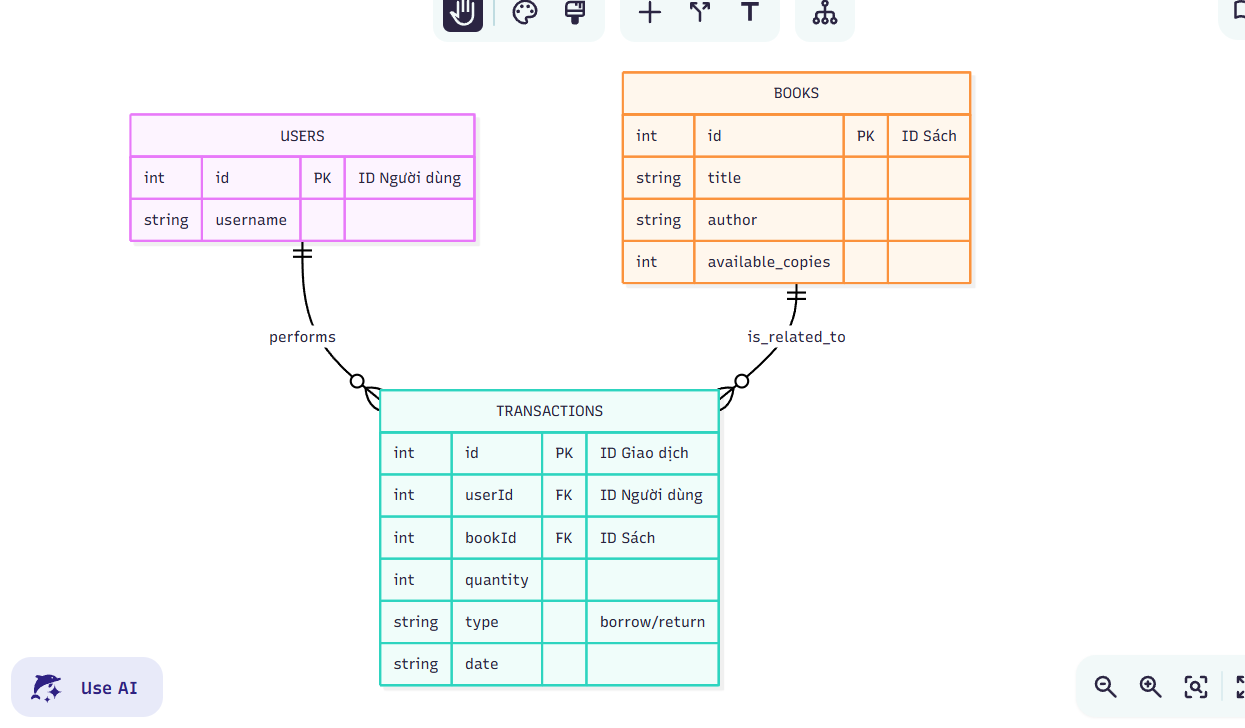 USERS
int id PK ID Người dùng
string username
BOOKS
int id PK ID Sách
string title
string author
int available_copies
performs
is_related_to
TRANSACTIONS
int id PK ID Giao dịch
int userId FK ID Người dùng
int bookId FK ID Sách
int quantity
string type borrow/return
string date
Use AI